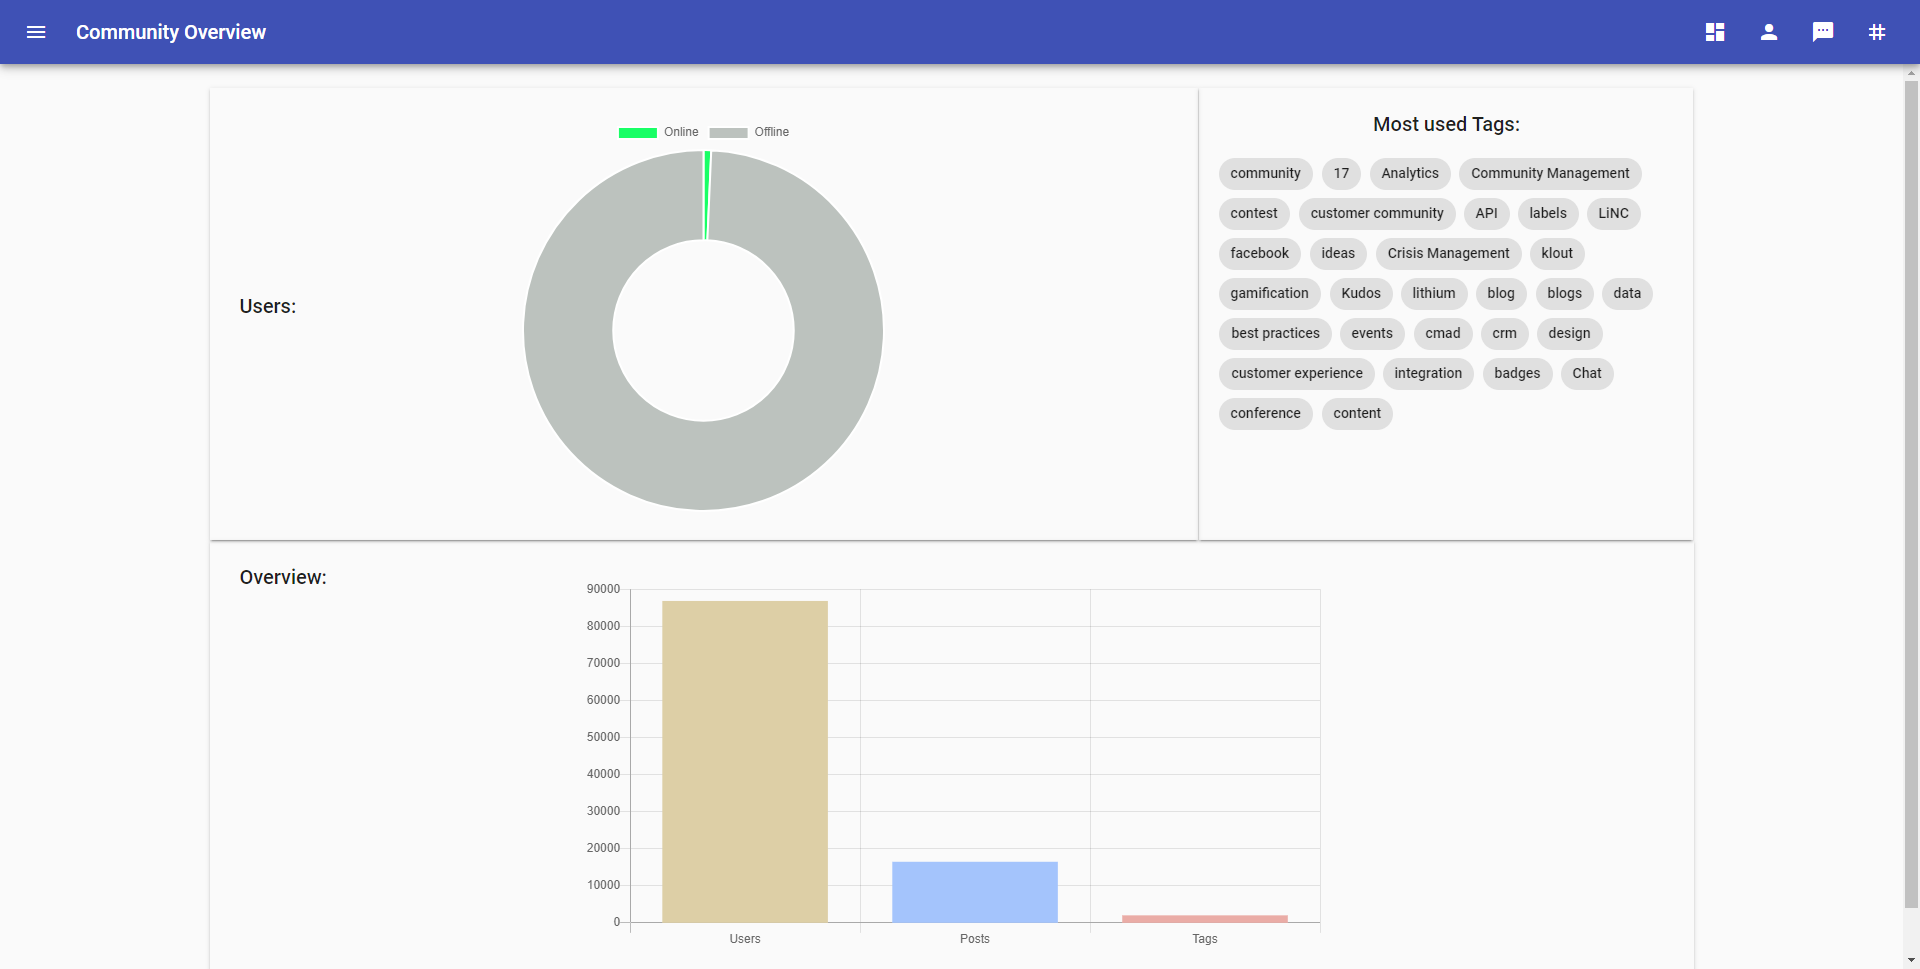 Community Overview
Online Offline
Users:
Most used Tags:
community 17 Analytics Community Management
contest customer community API labels LiNC
facebook ideas Crisis Management klout
gamification Kudos lithium blog blogs data
best practices events cmad crm design
customer experience integration badges Chat
conference content
Overview:
90000
80000
70000
60000
50000
40000
30000
20000
10000
0
Users Posts Tags